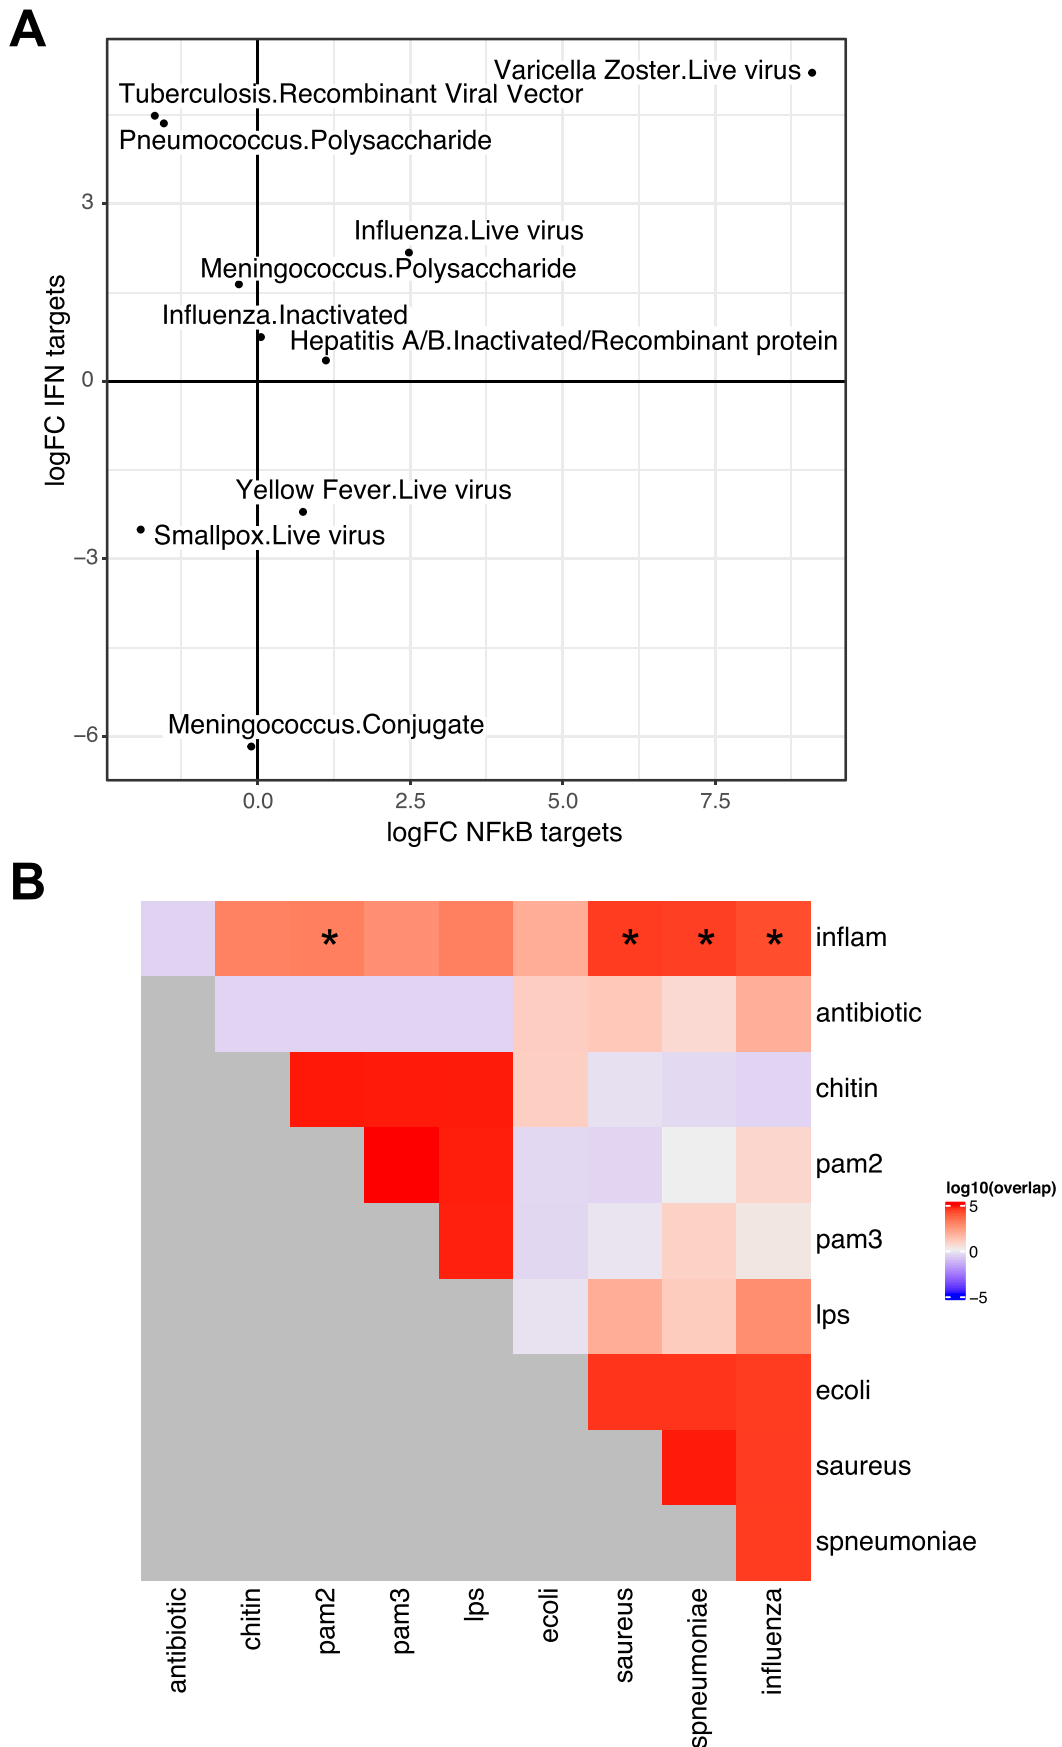 A
Varicella Zoster.Live virus
Tuberculosis.Recombinant Viral Vector
Pneumococcus.Polysaccharide
3
Influenza.Live virus
Meningococcus.Polysaccharide
Influenza.Inactivated
Hepatitis A/B.Inactivated/Recombinant protein
0
logFC IFN targets
Yellow Fever.Live virus
Smallpox.Live virus
−3
Meningococcus.Conjugate
−6
0.0 2.5 5.0 7.5
logFC NFkB targets
B
* * * * inflam
antibiotic
chitin
pam2
pam3
lps
ecoli
saureus
spneumoniae
log10(overlap)
5
0
−5
antibiotic
chitin
pam2
pam3
lps
ecoli
saureus
spneumoniae
influenza